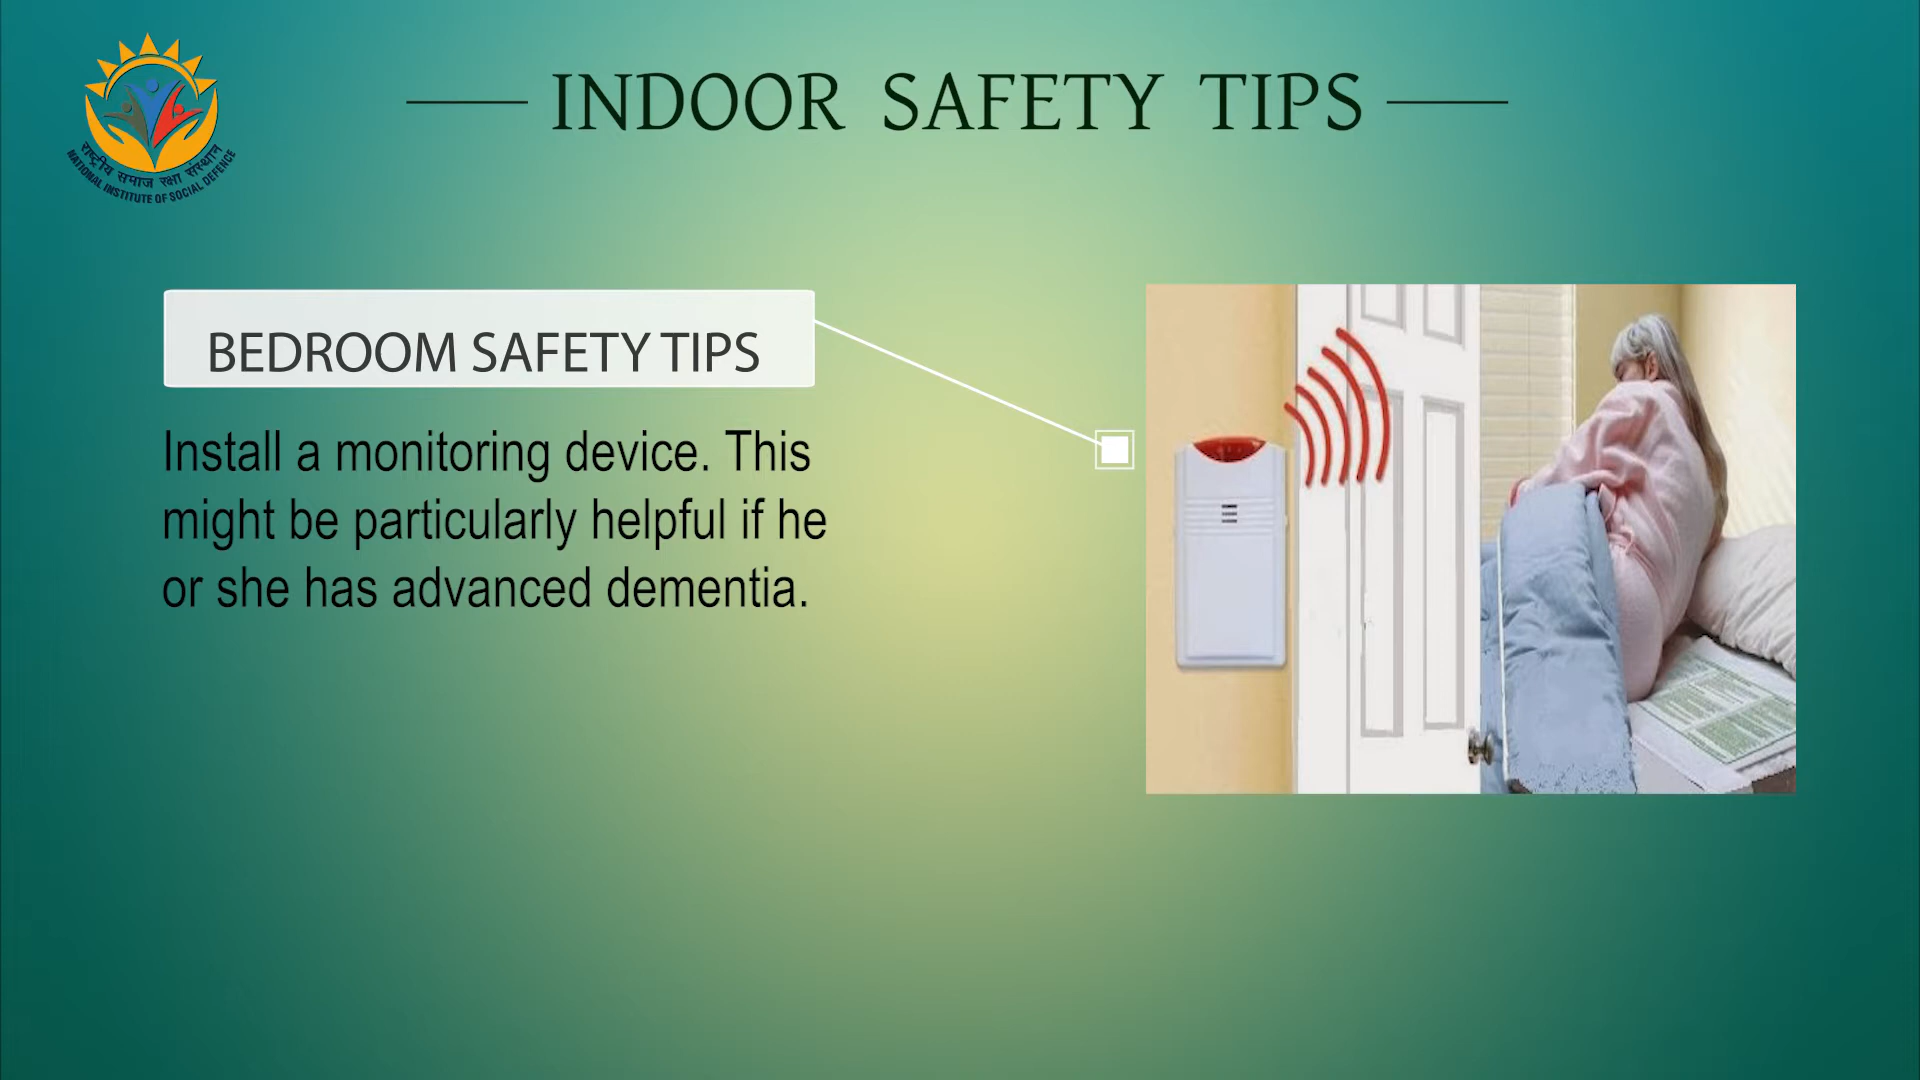 राष्ट्रीय समाज रक्षा संस्थान
NATIONAL INSTITUTE OF SOCIAL DEFENCE
INDOOR SAFETY TIPS
BEDROOM SAFETY TIPS
Install a monitoring device. This
might be particularly helpful if he
or she has advanced dementia.